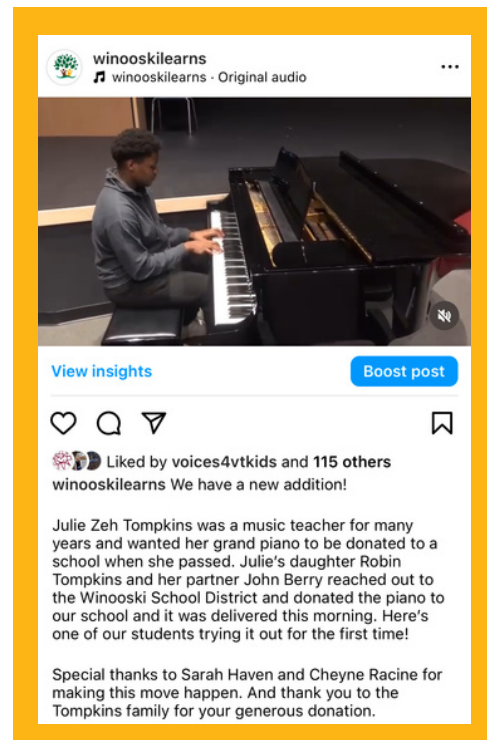 winooskilearns
winooskilearns · Original audio
View insights
Boost post
Liked by voices4vtkids and 115 others
winooskilearns We have a new addition!
Julie Zeh Tompkins was a music teacher for many
years and wanted her grand piano to be donated to a
school when she passed. Julie's daughter Robin
Tompkins and her partner John Berry reached out to
the Winooski School District and donated the piano to
our school and it was delivered this morning. Here's
one of our students trying it out for the first time!
Special thanks to Sarah Haven and Cheyne Racine for
making this move happen. And thank you to the
Tompkins family for your generous donation.